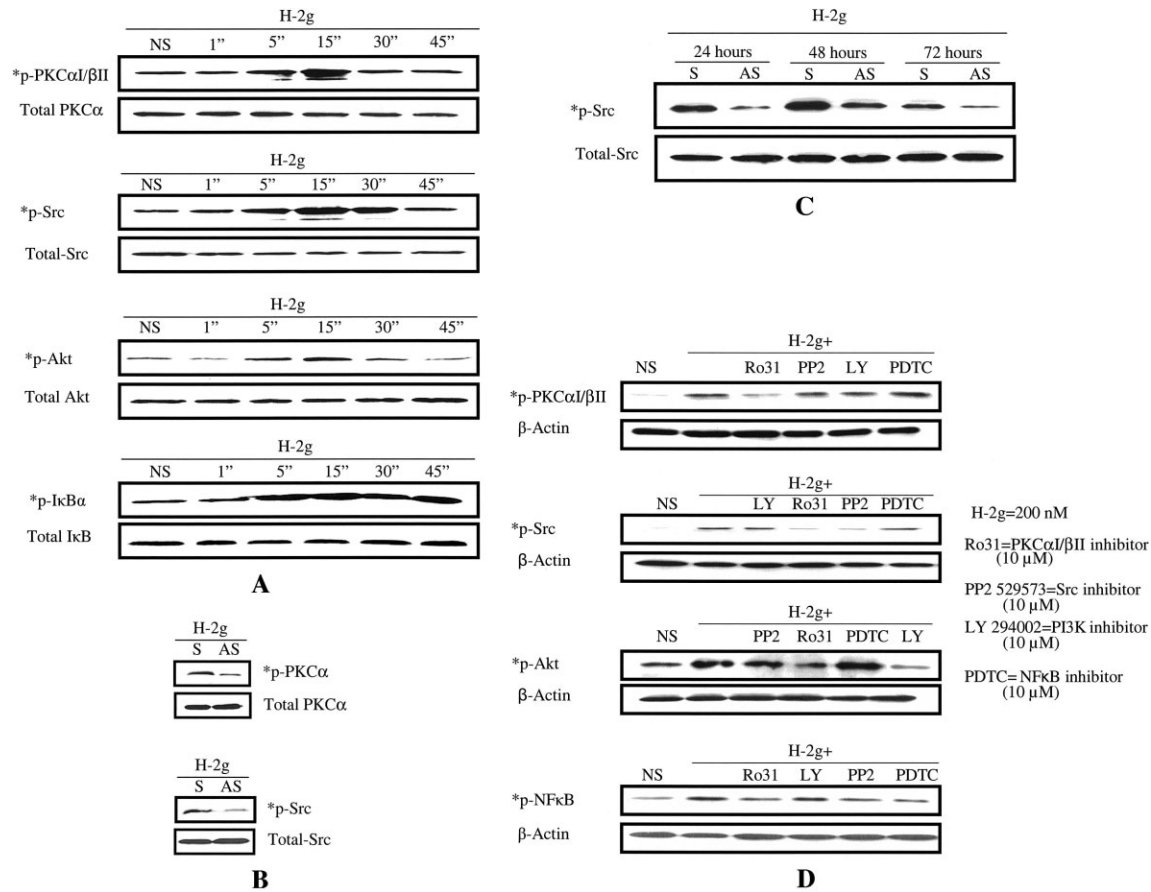 H-2g
NS 1” 5” 15” 30” 45”
*p-PKCαI/βII
Total PKCα
H-2g
NS 1” 5” 15” 30” 45”
*p-Src
Total-Src
H-2g
NS 1” 5” 15” 30” 45”
*p-Akt
Total Akt
H-2g
NS 1” 5” 15” 30” 45”
*p-IκBα
Total IκB
A
H-2g
S AS
*p-PKCα
Total PKCα
H-2g
S AS
*p-Src
Total-Src
B
H-2g
24 hours 48 hours 72 hours
S AS S AS S AS
*p-Src
Total-Src
C
H-2g+
NS Ro31 PP2 LY PDTC
*p-PKCαI/βII
β-Actin
H-2g+
NS LY Ro31 PP2 PDTC
*p-Src
β-Actin
H-2g+
NS PP2 Ro31 PDTC LY
*p-Akt
β-Actin
H-2g+
NS Ro31 LY PP2 PDTC
*p-NFκB
β-Actin
D
H-2g=200 nM
Ro31=PKCαI/βII inhibitor
(10 µM)
PP2 529573=Src inhibitor
(10 µM)
LY 294002=PI3K inhibitor
(10 µM)
PDTC= NFκB inhibitor
(10 µM)